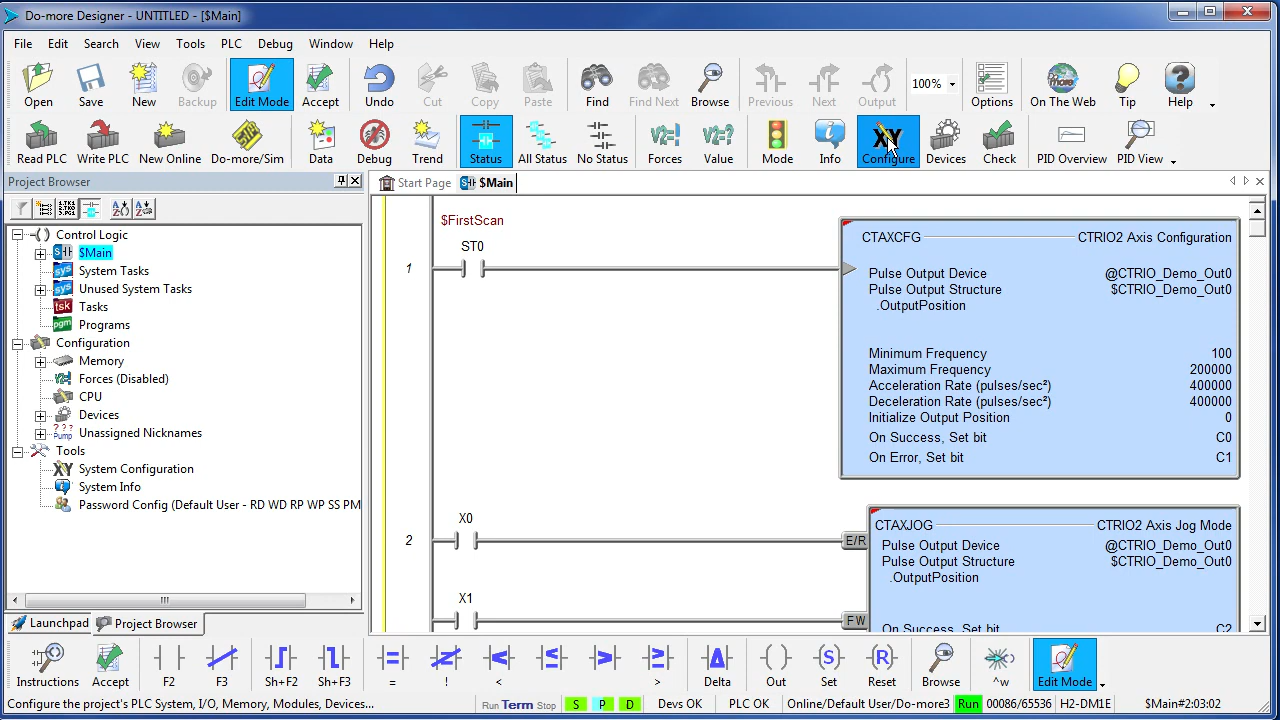 Do-more Designer - UNTITLED - [$Main]
File Edit Search View Tools PLC Debug Window Help
Open Save New Backup Edit Mode Accept Undo Cut Copy Paste Find Find Next Browse Previous Next Output 100% Options On The Web Tip Help
Read PLC Write PLC New Online Do-more/Sim Data Debug Trend Status All Status No Status Forces Value Mode Info XY Configure Devices Check PID Overview PID View
Project Browser
Start Page $Main
Control Logic
$Main
System Tasks
Unused System Tasks
Tasks
Programs
Configuration
Memory
Forces (Disabled)
CPU
Devices
Unassigned Nicknames
Tools
System Configuration
System Info
Password Config (Default User - RD WD RP WP SS PM
Launchpad Project Browser
$FirstScan
ST0
1
CTAXCFG CTRIO2 Axis Configuration
Pulse Output Device @CTRIO_Demo_Out0
Pulse Output Structure $CTRIO_Demo_Out0
.OutputPosition
Minimum Frequency 100
Maximum Frequency 200000
Acceleration Rate (pulses/sec²) 400000
Deceleration Rate (pulses/sec²) 400000
Initialize Output Position 0
On Success, Set bit C0
On Error, Set bit C1
X0
2
E/R
CTAXJOG CTRIO2 Axis Jog Mode
Pulse Output Device @CTRIO_Demo_Out0
Pulse Output Structure $CTRIO_Demo_Out0
.OutputPosition
X1
FW
On Success, Set bit C2
Instructions Accept F2 F3 Sh+F2 Sh+F3 = ! < > Delta Out Set Reset Browse ^w Edit Mode
Configure the project's PLC System, I/O, Memory, Modules, Devices... Run Term Stop S P D Devs OK PLC OK Online/Default User/Do-more3 Run 00086/65536 H2-DM1E $Main#2:03:02